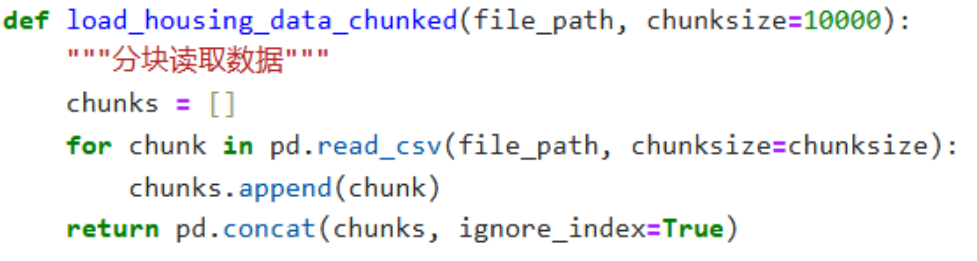 def load_housing_data_chunked(file_path, chunksize=10000):
    """分块读取数据"""
    chunks = []
    for chunk in pd.read_csv(file_path, chunksize=chunksize):
        chunks.append(chunk)
    return pd.concat(chunks, ignore_index=True)